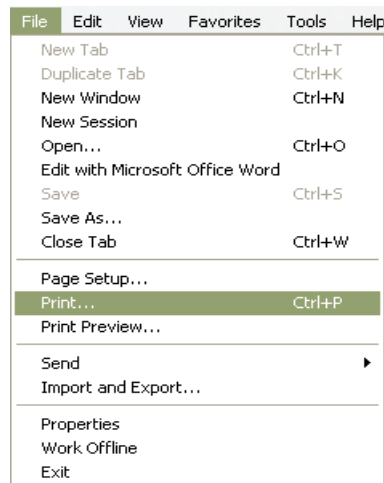 File Edit View Favorites Tools Help
New Tab Ctrl+T
Duplicate Tab Ctrl+K
New Window Ctrl+N
New Session
Open... Ctrl+O
Edit with Microsoft Office Word
Save Ctrl+S
Save As...
Close Tab Ctrl+W
Page Setup...
Print... Ctrl+P
Print Preview...
Send
Import and Export...
Properties
Work Offline
Exit